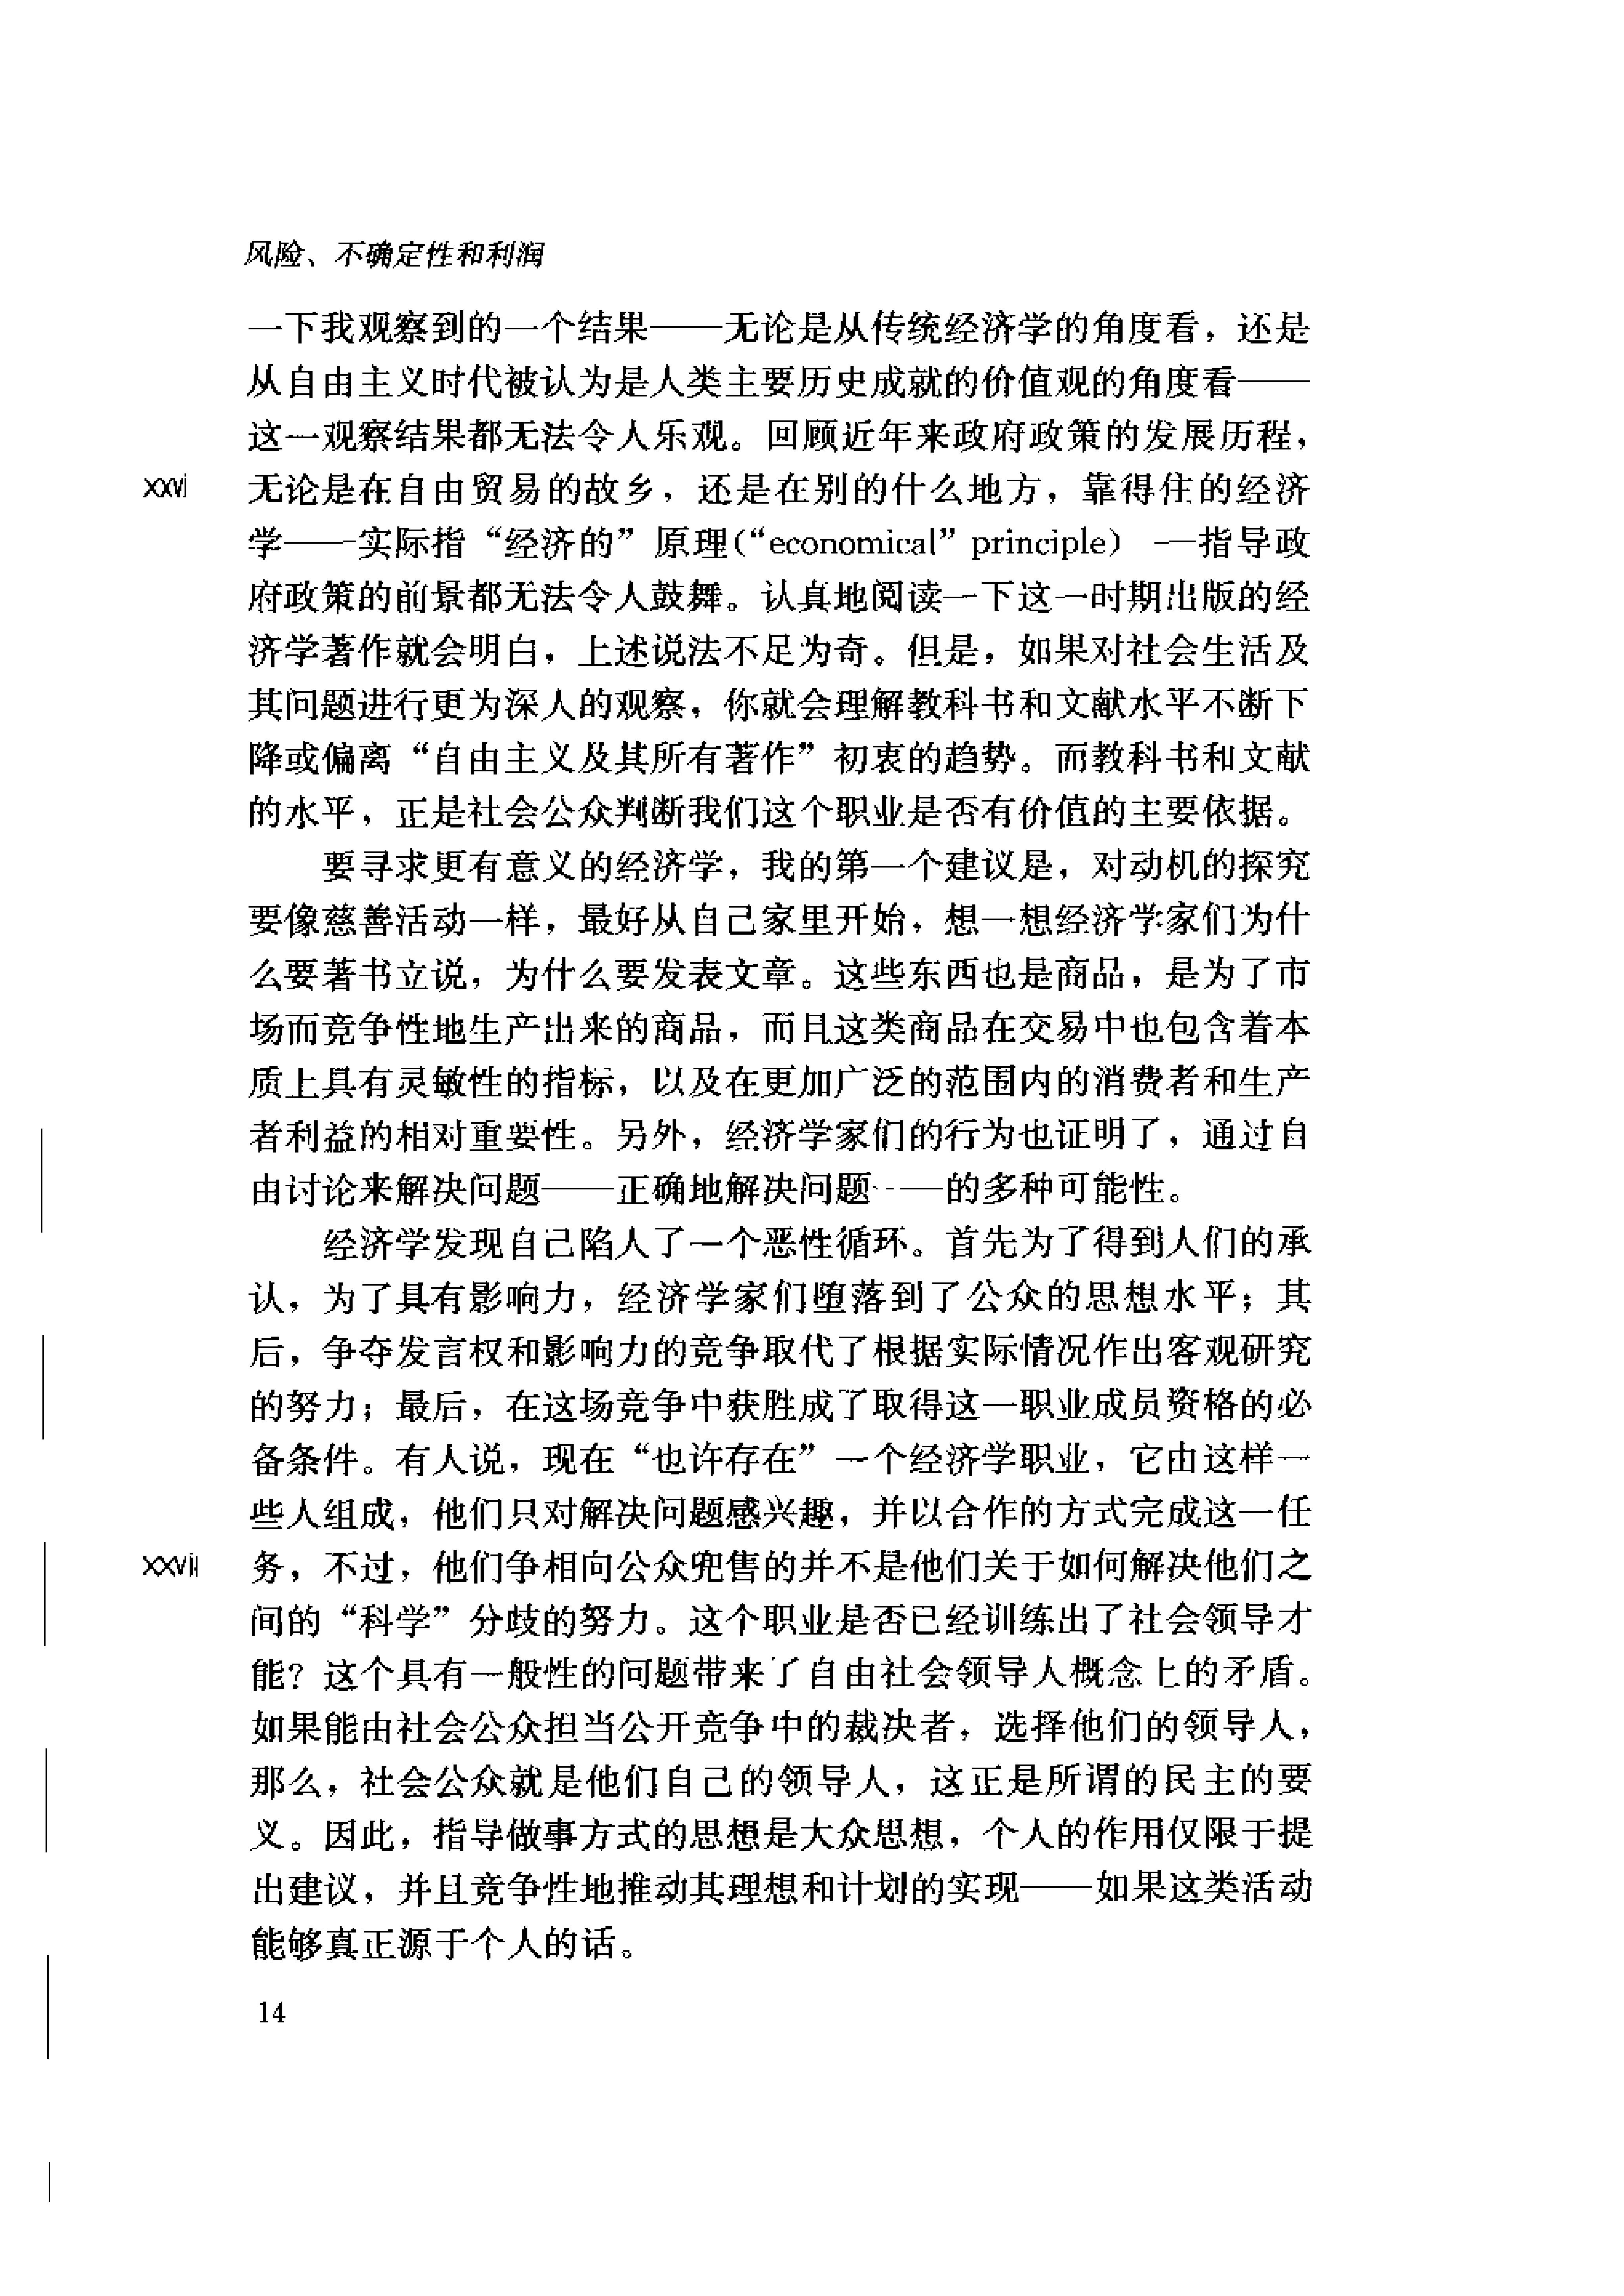 风险、不确定性和利润
一下我观察到的一个结果——无论是从传统经济学的角度看，还是
从自由主义时代被认为是人类主要历史成就的价值观的角度看——
这一观察结果都无法令人乐观。回顾近年来政府政策的发展历程，
xxvi 无论是在自由贸易的故乡，还是在别的什么地方，靠得住的经济
学——实际指“经济的”原理(“economical” principle) ——指导政
府政策的前景都无法令人鼓舞。认真地阅读一下这一时期出版的经
济学著作就会明白，上述说法不足为奇。但是，如果对社会生活及
其问题进行更为深入的观察，你就会理解教科书和文献水平不断下
降或偏离“自由主义及其所有著作”初衷的趋势。而教科书和文献
的水平，正是社会公众判断我们这个职业是否有价值的主要依据。
要寻求更有意义的经济学，我的第一个建议是，对动机的探究
要像慈善活动一样，最好从自己家里开始，想一想经济学家们为什
么要著书立说，为什么要发表文章。这些东西也是商品，是为了市
场而竞争性地生产出来的商品，而且这类商品在交易中也包含着本
质上具有灵敏性的指标，以及在更加广泛的范围内的消费者和生产
者利益的相对重要性。另外，经济学家们的行为也证明了，通过自
由讨论来解决问题——正确地解决问题——的多种可能性。
经济学发现自己陷入了一个恶性循环。首先为了得到人们的承
认，为了具有影响力，经济学家们堕落到了公众的思想水平；其
后，争夺发言权和影响力的竞争取代了根据实际情况作出客观研究
的努力；最后，在这场竞争中获胜成了取得这一职业成员资格的必
备条件。有人说，现在“也许存在”一个经济学职业，它由这样一
些人组成，他们只对解决问题感兴趣，并以合作的方式完成这一任
xxvii 务，不过，他们争相向公众兜售的并不是他们关于如何解决他们之
间的“科学”分歧的努力。这个职业是否已经训练出了社会领导才
能？这个具有一般性的问题带来了自由社会领导人概念上的矛盾。
如果能由社会公众担当公开竞争中的裁决者，选择他们的领导人，
那么，社会公众就是他们自己的领导人，这正是所谓的民主的要
义。因此，指导做事方式的思想是大众思想，个人的作用仅限于提
出建议，并且竞争性地推动其理想和计划的实现——如果这类活动
能够真正源于个人的话。
14